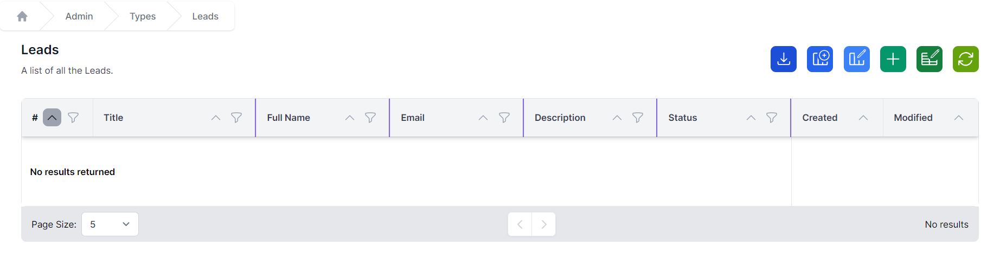 Admin Types Leads
Leads
A list of all the Leads.
# Title Full Name Email Description Status Created Modified
No results returned
Page Size: 5 No results